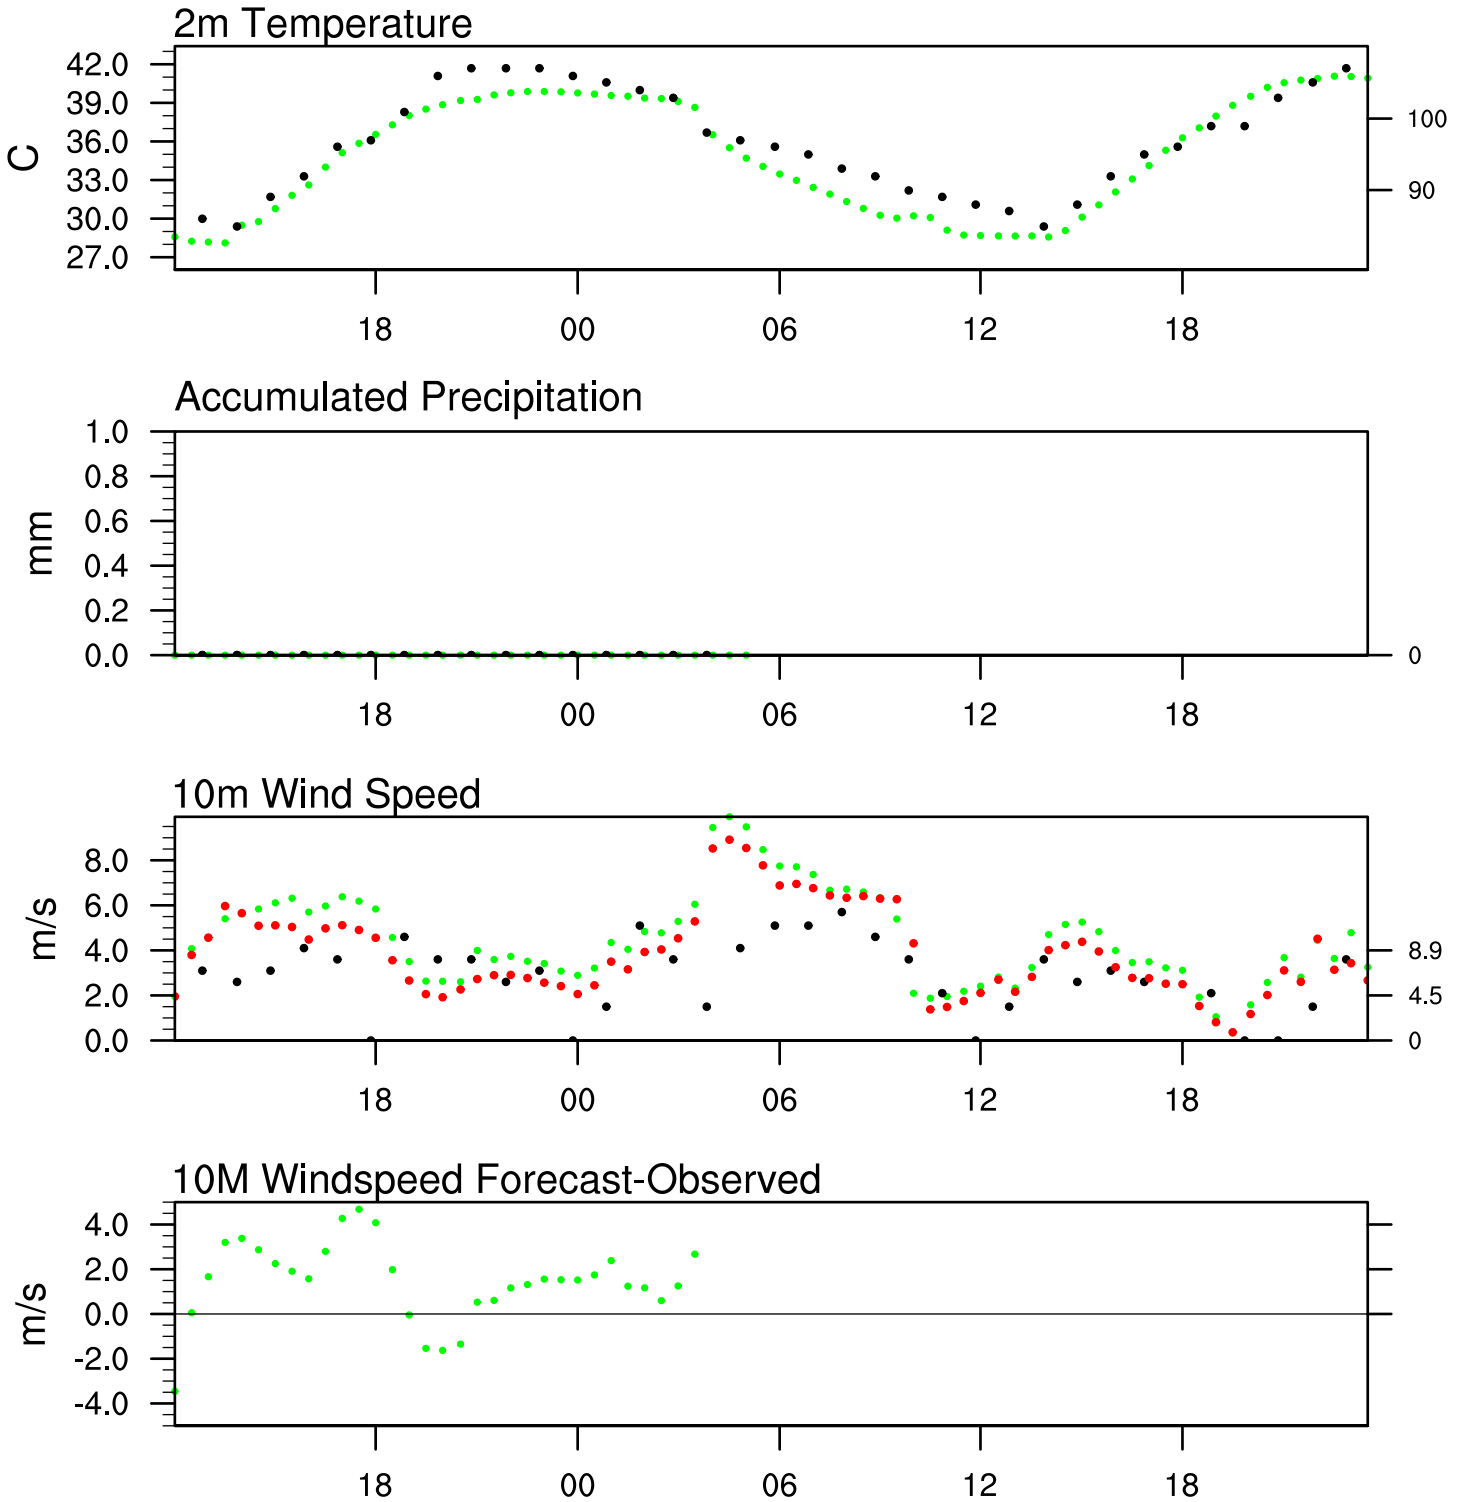 2m Temperature
42.0
39.0
36.0
33.0
30.0
27.0
C
100
90
18 00 06 12 18
Accumulated Precipitation
1.0
0.8
0.6
0.4
0.2
0.0
mm
0
18 00 06 12 18
10m Wind Speed
8.0
6.0
4.0
2.0
0.0
m/s
8.9
4.5
0
18 00 06 12 18
10M Windspeed Forecast-Observed
4.0
2.0
0.0
-2.0
-4.0
m/s
18 00 06 12 18